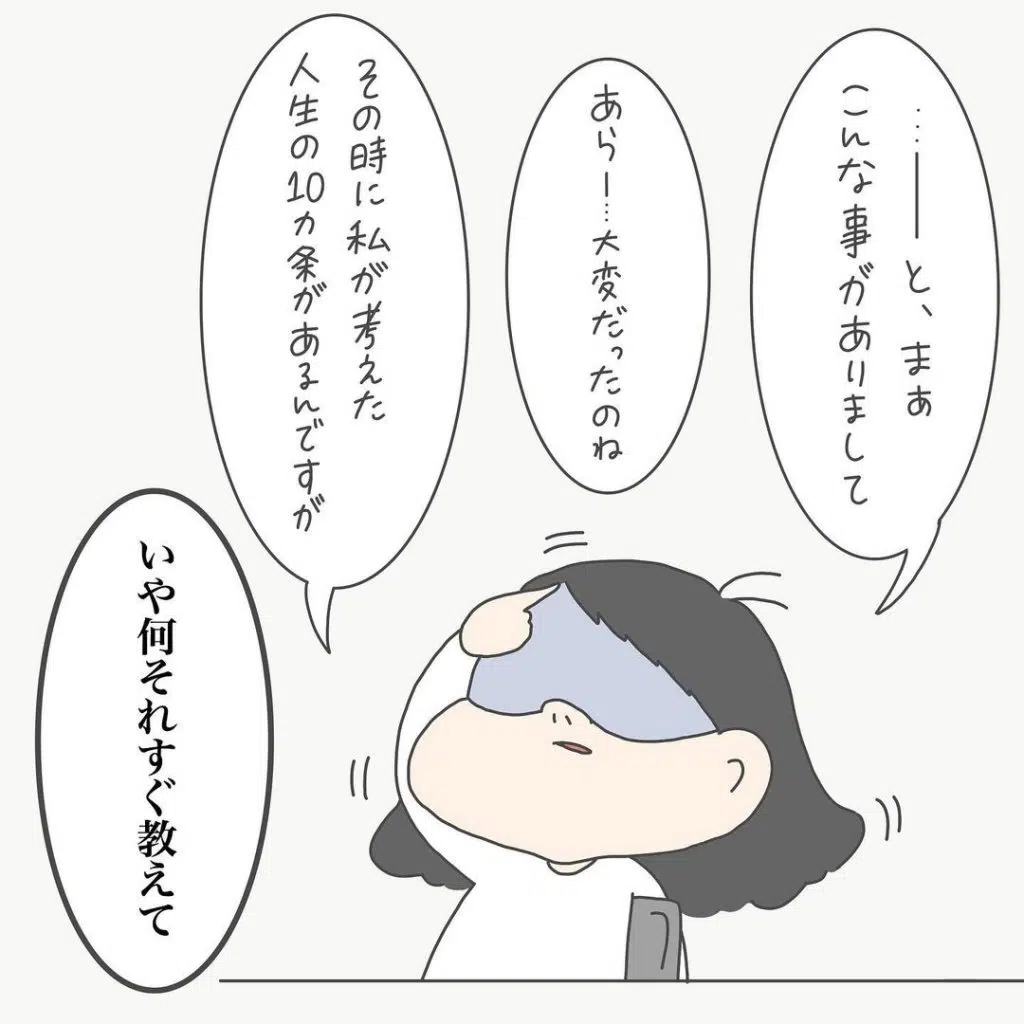 …――と、まぁ
こんな事がありまして
あらー…大変だったのね
その時に私が考えた
人生の10カ条があるんですが
いや何それすぐ教えて